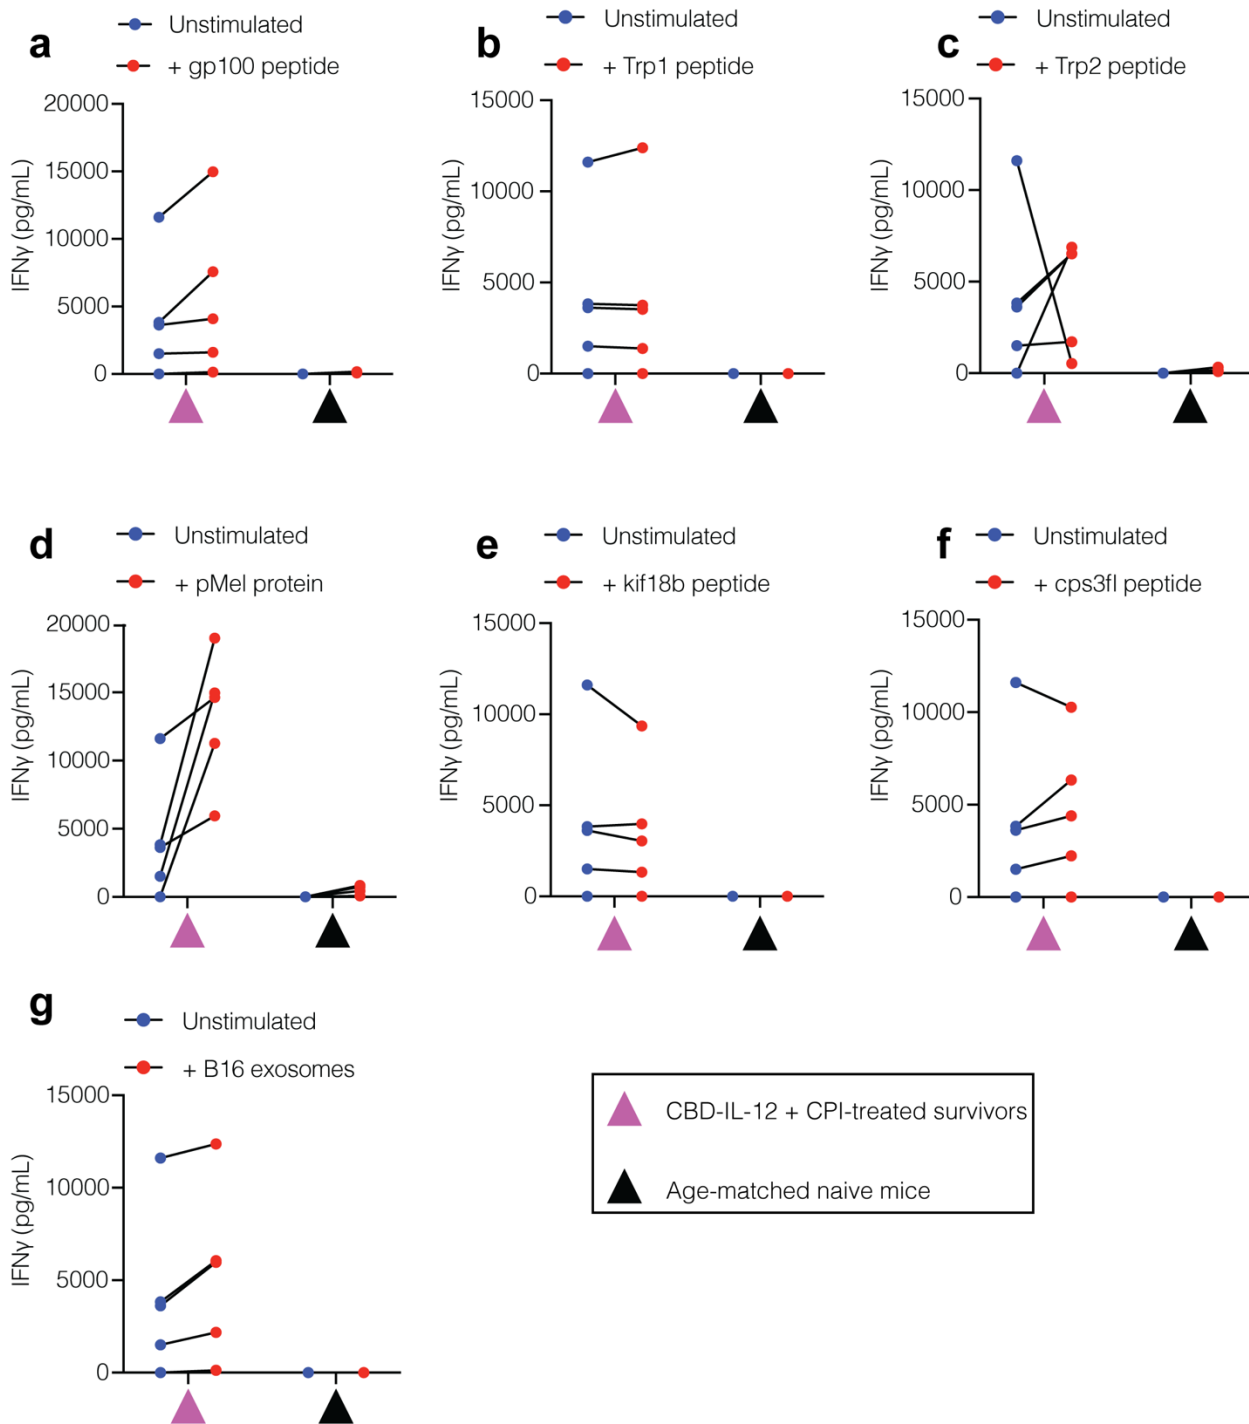 a
Unstimulated
+ gp100 peptide
20000
15000
10000
5000
0
IFNγ (pg/mL)
b
Unstimulated
+ Trp1 peptide
15000
10000
5000
0
IFNγ (pg/mL)
c
Unstimulated
+ Trp2 peptide
15000
10000
5000
0
IFNγ (pg/mL)
d
Unstimulated
+ pMel protein
20000
15000
10000
5000
0
IFNγ (pg/mL)
e
Unstimulated
+ kif18b peptide
15000
10000
5000
0
IFNγ (pg/mL)
f
Unstimulated
+ cps3fl peptide
15000
10000
5000
0
IFNγ (pg/mL)
g
Unstimulated
+ B16 exosomes
15000
10000
5000
0
IFNγ (pg/mL)
CBD-IL-12 + CPI-treated survivors
Age-matched naive mice